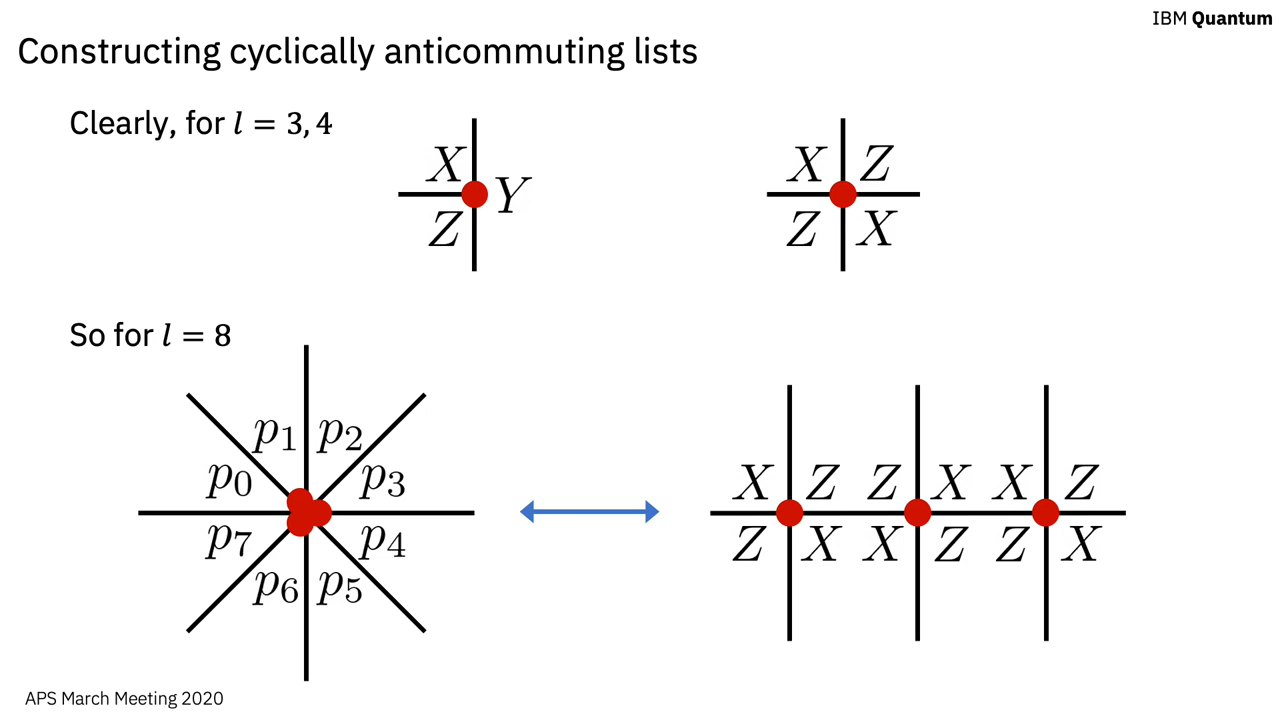 IBM Quantum
Constructing cyclically anticommuting lists
Clearly, for l = 3, 4
X
Y
Z
X Z
Z X
So for l = 8
p₁ p₂
p₀ p₃
p₇ p₄
p₆ p₅
X Z Z X X Z
Z X X Z Z X
APS March Meeting 2020